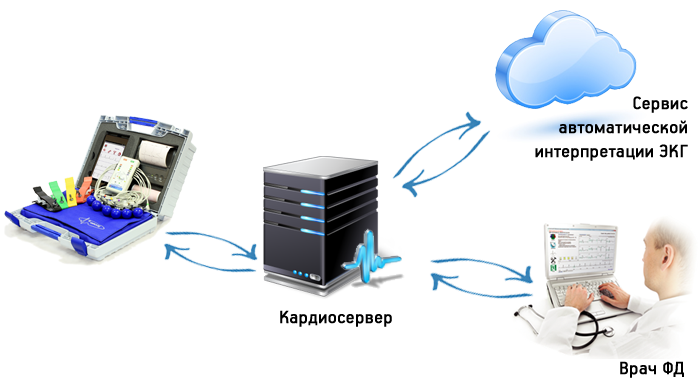 Сервис
автоматической
интерпретации ЭКГ
Кардиосервер
Врач ФД